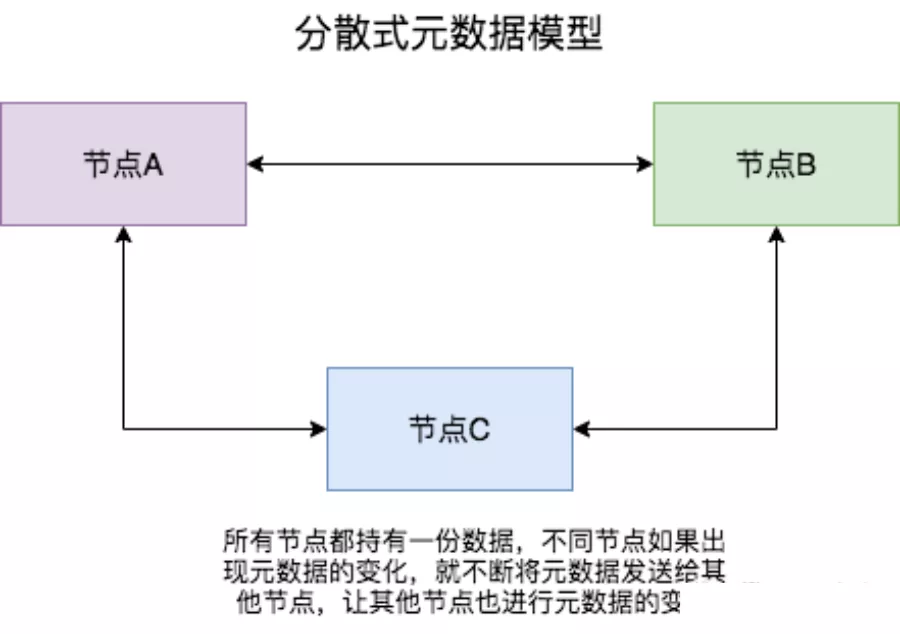 分散式元数据模型
节点A
节点B
节点C
所有节点都持有一份数据，不同节点如果出
现元数据的变化，就不断将元数据发送给其
他节点，让其他节点也进行元数据的变